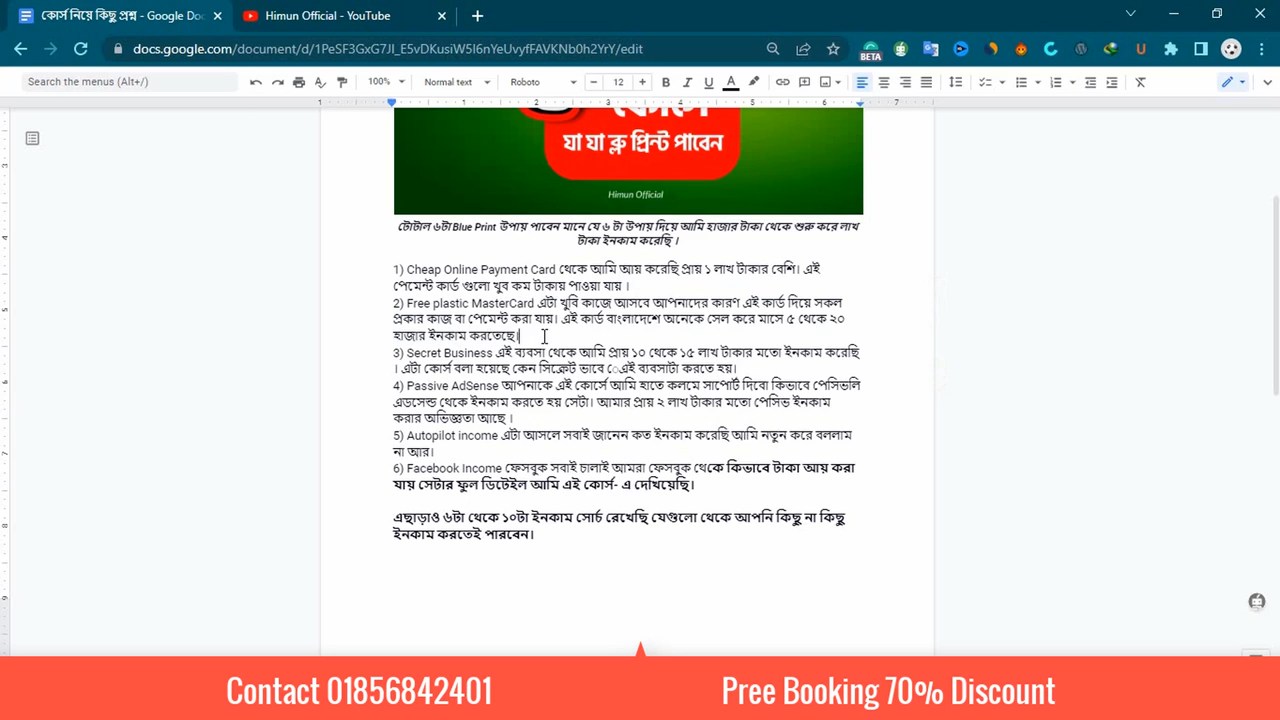 কোর্স নিয়ে কিছু প্রশ্ন - Google Doc
Himun Official - YouTube
docs.google.com/document/d/1PeSF3GxG7JI_E5vDKusiW5I6nYeUvyfFAVKNb0h2YrY/edit
BETA
Search the menus (Alt+/)
100%
Normal text
Roboto
12
যা যা ব্লু প্রিন্ট পাবেন
Himun Official
টোটাল ৬টা Blue Print উপায় পাবেন মানে যে ৬ টা উপায় দিয়ে আমি হাজার টাকা থেকে শুরু করে লাখ
টাকা ইনকাম করেছি ।
1) Cheap Online Payment Card থেকে আমি আয় করেছি প্রায় ১ লাখ টাকার বেশি। এই
পেমেন্ট কার্ড গুলো খুব কম টাকায় পাওয়া যায় ।
2) Free plastic MasterCard এটা খুবি কাজে আসবে আপনাদের কারণ এই কার্ড দিয়ে সকল
প্রকার কাজ বা পেমেন্ট করা যায়। এই কার্ড বাংলাদেশে অনেকে সেল করে মাসে ৫ থেকে ২০
হাজার ইনকাম করতেছে।
3) Secret Business এই ব্যবসা থেকে আমি প্রায় ১০ থেকে ১৫ লাখ টাকার মতো ইনকাম করেছি
। এটা কোর্স বলা হয়েছে কেন সিক্রেট ভাবে েএই ব্যবসাটা করতে হয়।
4) Passive AdSense আপনাকে এই কোর্সে আমি হাতে কলমে সাপোর্ট দিবো কিভাবে পেসিভলি
এডসেন্ড থেকে ইনকাম করতে হয় সেটা। আমার প্রায় ২ লাখ টাকার মতো পেসিভ ইনকাম
করার অভিজ্ঞতা আছে ।
5) Autopilot income এটা আসলে সবাই জানেন কত ইনকাম করেছি আমি নতুন করে বললাম
না আর।
6) Facebook Income ফেসবুক সবাই চালাই আমরা ফেসবুক থেকে কিভাবে টাকা আয় করা
যায় সেটার ফুল ডিটেইল আমি এই কোর্স- এ দেখিয়েছি।
এছাড়াও ৬টা থেকে ১০টা ইনকাম সোর্চ রেখেছি যেগুলো থেকে আপনি কিছু না কিছু
ইনকাম করতেই পারবেন।
Contact 01856842401
Pree Booking 70% Discount